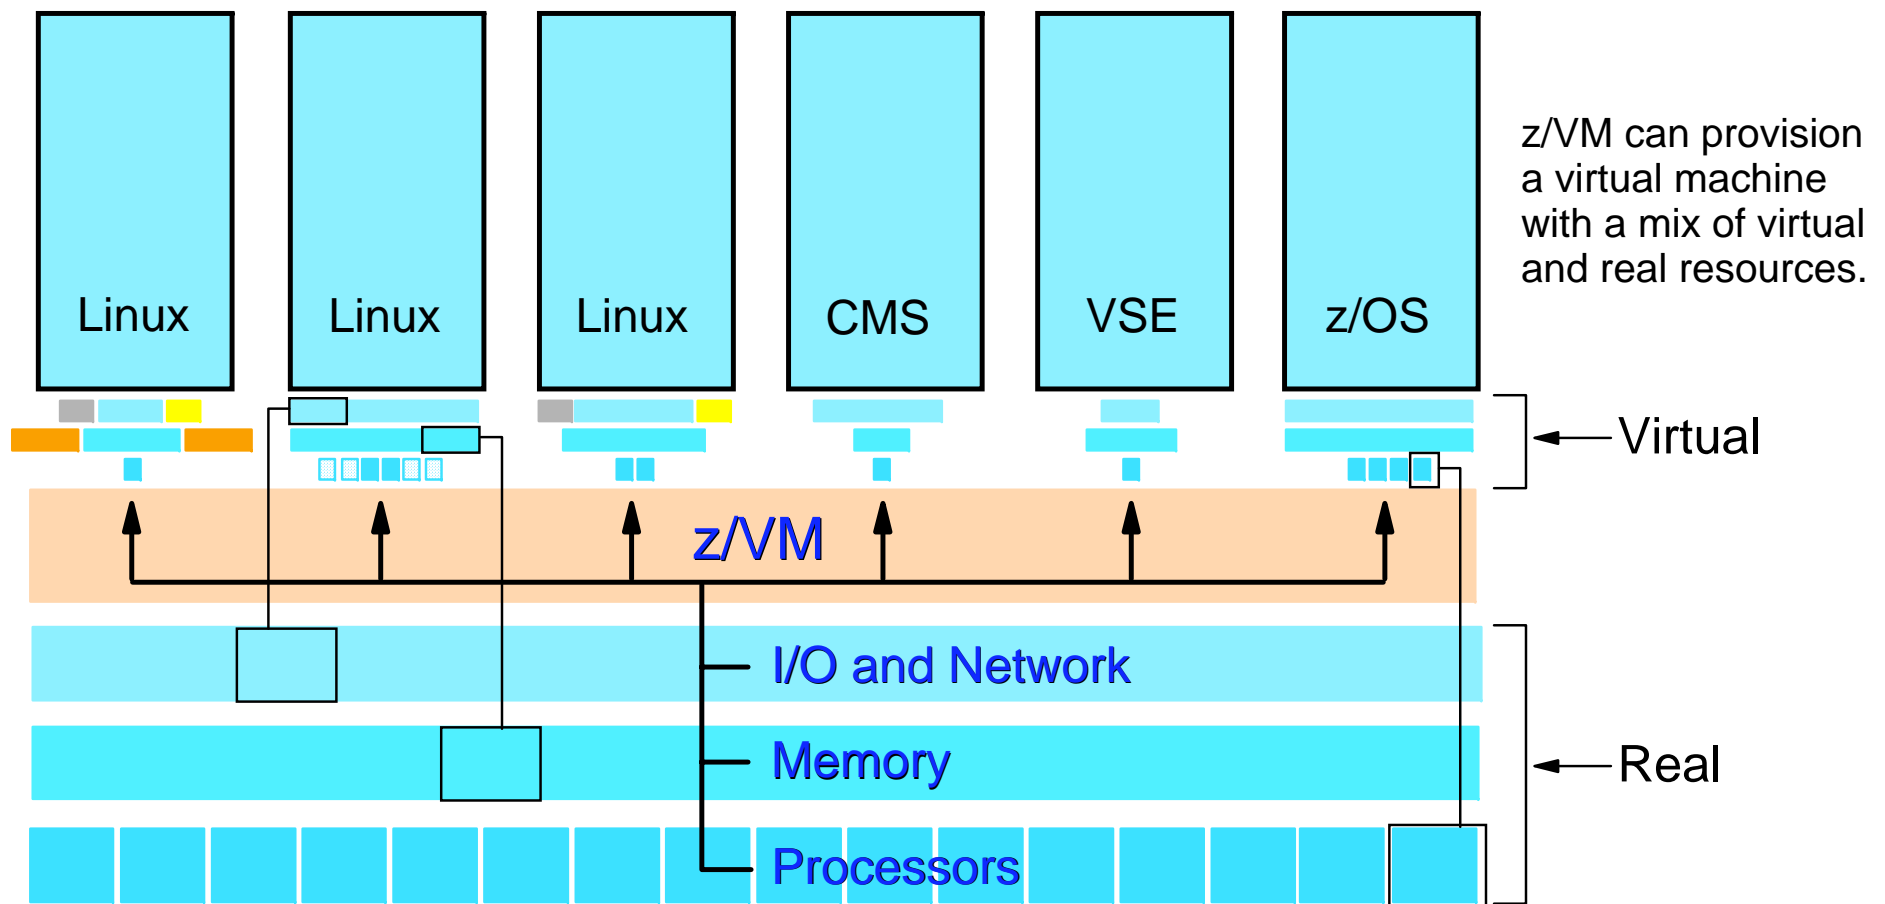 z/VM can provision
a virtual machine
with a mix of virtual
and real resources.
Linux
Linux
Linux
CMS
VSE
z/OS
Virtual
z/VM
I/O and Network
Memory
Real
Processors